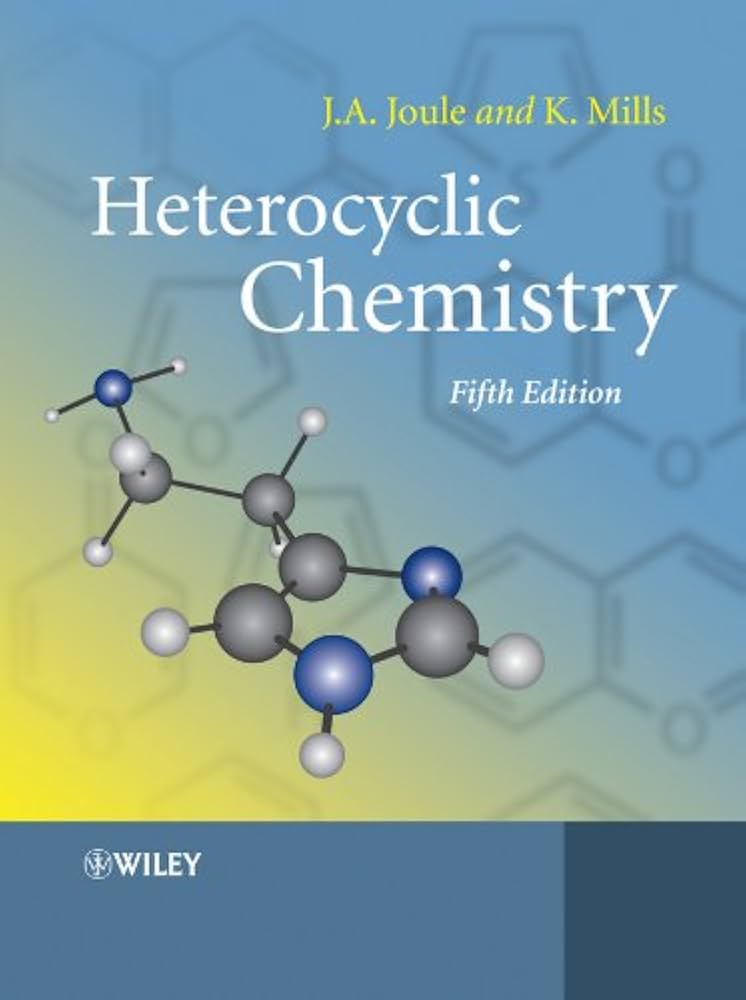 J.A. Joule and K. Mills
S
O
Heterocyclic
Chemistry
O
Fifth Edition
O
O
O
O
WILEY